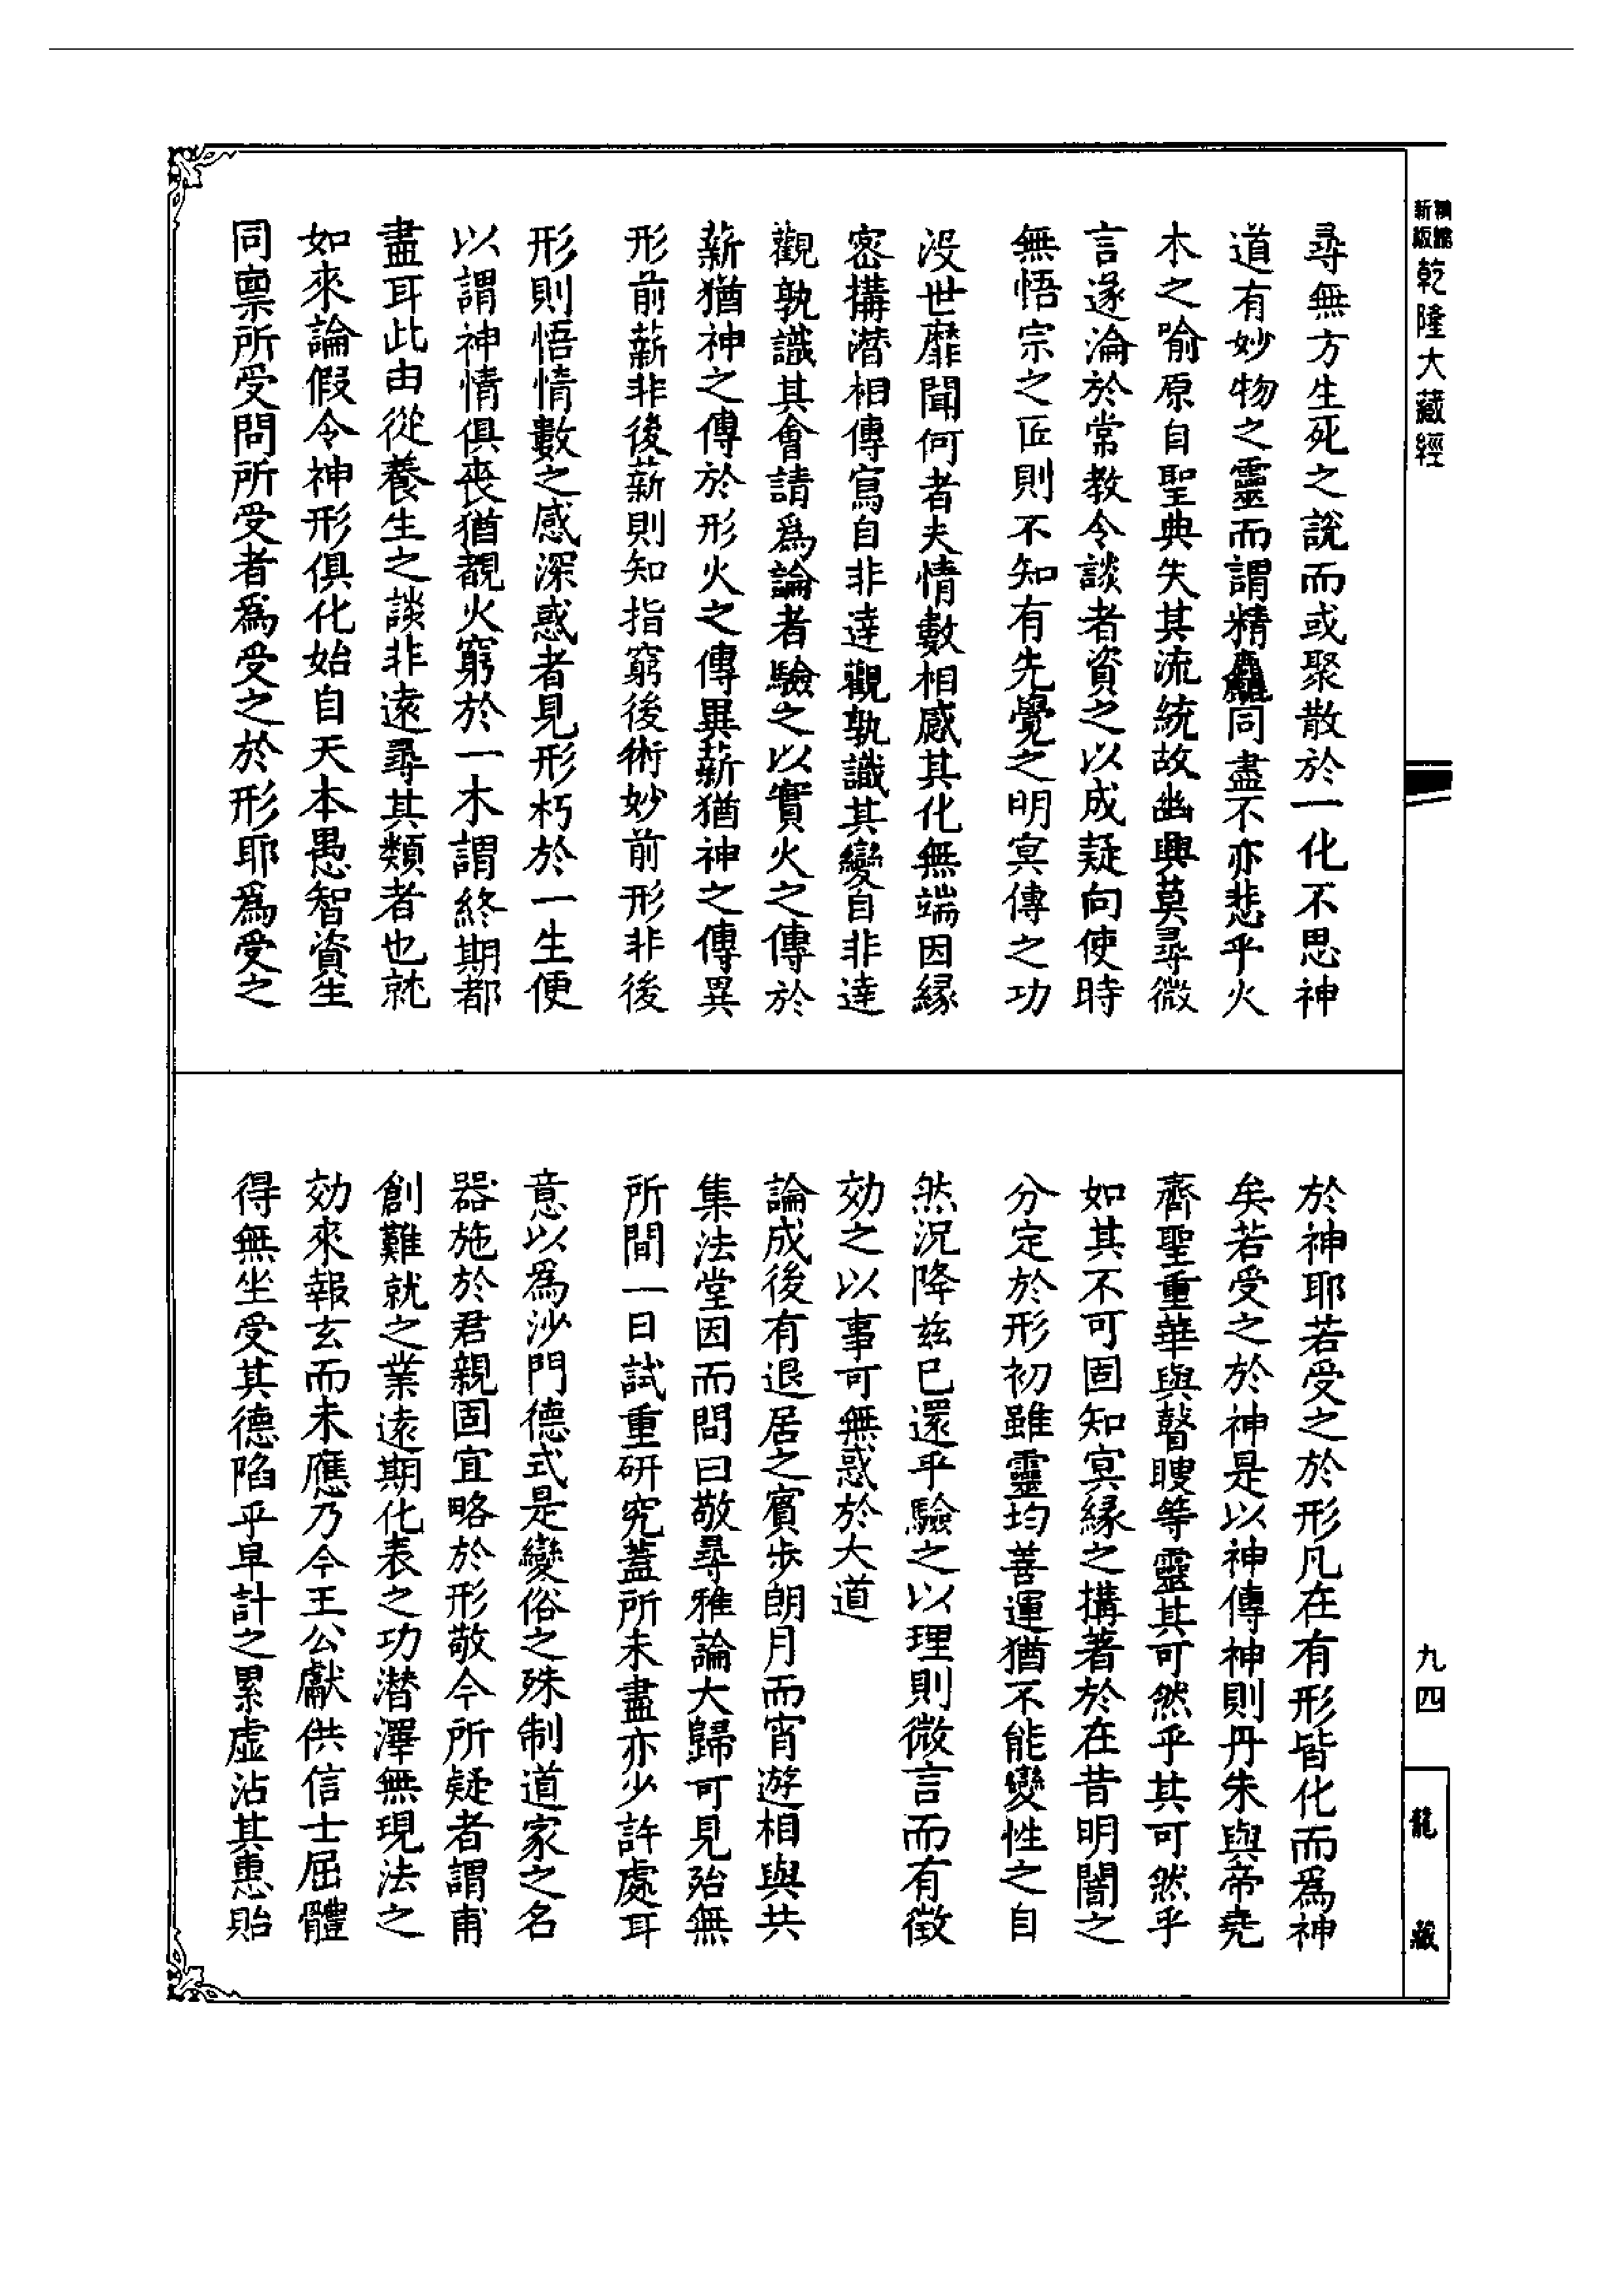 精縮
新版
乾隆大藏經
九四
龍藏
尋無方生死之說而或聚散於一化不思神
道有妙物之靈而謂精麤同盡不亦悲乎火
木之喻原自聖典失其流統故幽興莫尋微
言遂淪於常教令談者資之以成疑向使時
無悟宗之匠則不知有先覺之明冥傳之功
沒世靡聞何者夫情數相感其化無端因緣
密搆潛相傳寫自非達觀孰識其變自非達
觀孰識其會請爲論者驗之以實火之傳於
薪猶神之傳於形火之傳異薪猶神之傳異
形前薪非後薪則知指窮後術妙前形非後
形則悟情數之感深惑者見形朽於一生便
以謂神情俱喪猶覩火窮於一木謂終期都
盡耳此由從養生之談非遠尋其類者也就
如來論假令神形俱化始自天本愚智資生
同禀所受問所受者爲受之於形耶爲受之
於神耶若受之於形凡在有形皆化而爲神
矣若受之於神是以神傳神則丹朱與帝堯
齊聖重華與瞽瞍等靈其可然乎其可然乎
如其不可固知冥緣之搆著於在昔明闇之
分定於形初雖靈均善運猶不能變性之自
然況降兹已還乎驗之以理則微言而有徵
効之以事可無惑於大道
論成後有退居之賓步朗月而宵遊相與共
集法堂因而問曰敬尋雅論大歸可見殆無
所間一日試重研究蓋所未盡亦少許處耳
意以爲沙門德式是變俗之殊制道家之名
器施於君親固宜略於形敬今所疑者謂甫
創難就之業遠期化表之功潛澤無現法之
効來報玄而未應乃今王公獻供信士屈體
得無坐受其德陷乎早計之累虛沾其惠貽